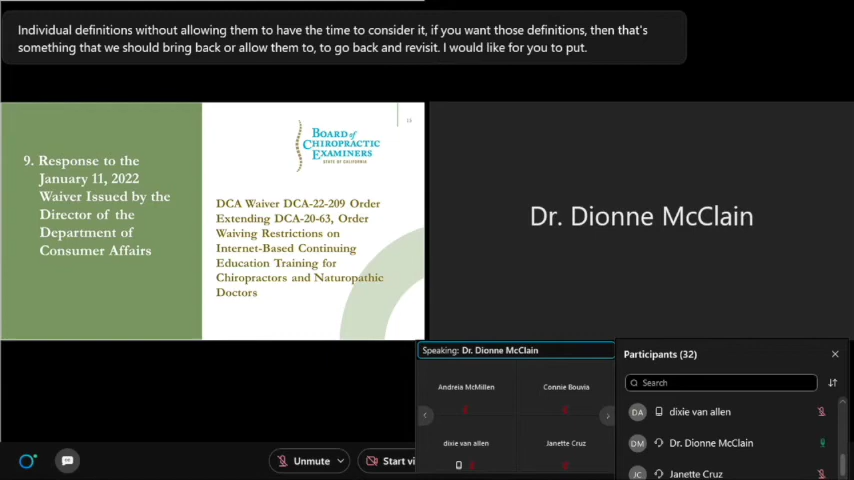 Individual definitions without allowing them to have the time to consider it, if you want those definitions, then that's
something that we should bring back or allow them to, to go back and revisit. I would like for you to put.
16
BOARD of
CHIROPRACTIC
EXAMINERS
STATE OF CALIFORNIA
9. Response to the
January 11, 2022
Waiver Issued by the
Director of the
Department of
Consumer Affairs
DCA Waiver DCA-22-209 Order
Extending DCA-20-63, Order
Waiving Restrictions on
Internet-Based Continuing
Education Training for
Chiropractors and Naturopathic
Doctors
Dr. Dionne McClain
Speaking: Dr. Dionne McClain
Andreia McMillen
Connie Bouvia
dixie van allen
Janette Cruz
Participants (32)
Search
DA dixie van allen
DM Dr. Dionne McClain
JC Janette Cruz
Unmute
Start vi